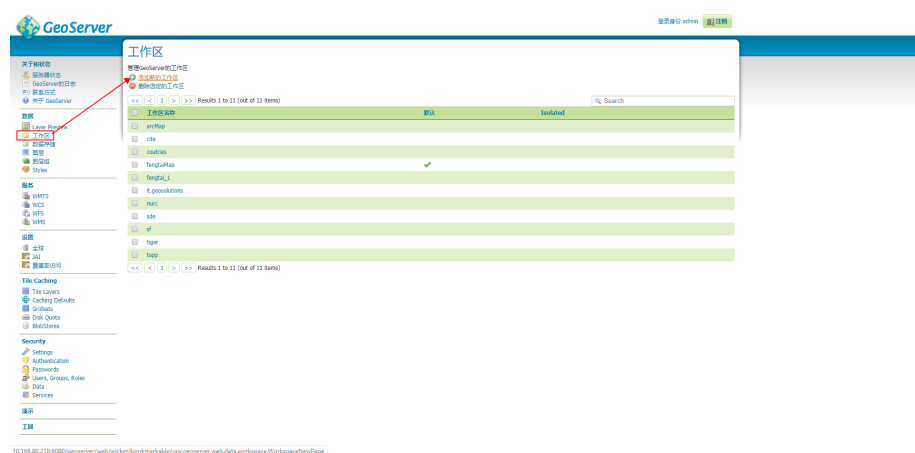 GeoServer
登录身份 admin.
注销
关于和状态
服务器状态
GeoServer的日志
联系方式
关于 GeoServer
数据
Layer Preview
工作区
数据存储
图层
图层组
Styles
服务
WMTS
WCS
WFS
WMS
设置
全球
JAI
覆盖率访问
Tile Caching
Tile Layers
Caching Defaults
Gridsets
Disk Quota
BlobStores
Security
Settings
Authentication
Passwords
Users, Groups, Roles
Data
Services
演示
工具
工作区
管理GeoServer的工作区
添加新的工作区
删除选定的工作区
<< < 1 > >> Results 1 to 11 (out of 11 items)
Search
工作区名称 默认 Isolated
arcMap
cite
coutries
fengtaiMap
fengtai_1
it.geosolutions
nurc
sde
sf
tiger
topp
<< < 1 > >> Results 1 to 11 (out of 11 items)
10.168.80.218:8080/geoserver/web/wicket/bookmarkable/org.geoserver.web.data.workspace.WorkspaceNewPage